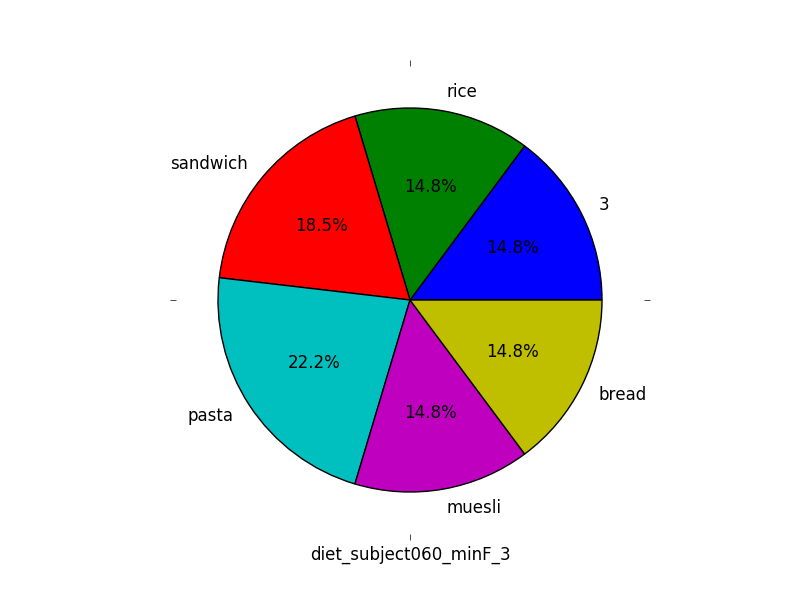 rice
sandwich
3
14.8%
18.5%
14.8%
22.2%
14.8%
14.8%
bread
pasta
muesli
diet_subject060_minF_3